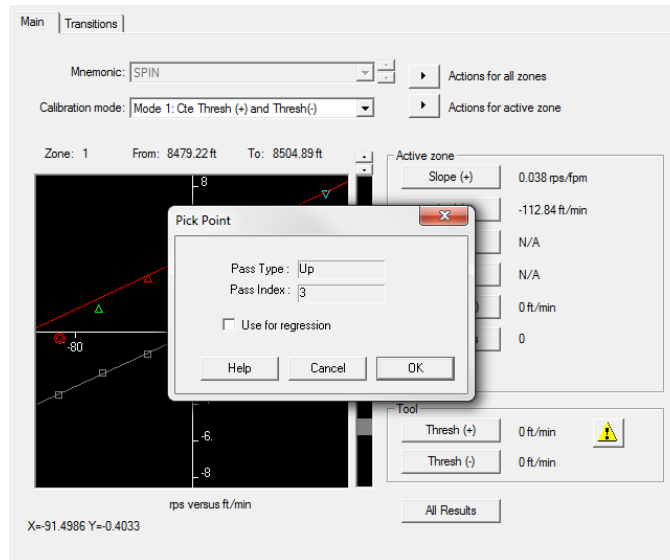 Main Transitions
Mnemonic: SPIN Actions for all zones
Calibration mode: Mode 1: Cte Thresh (+) and Thresh(-) Actions for active zone
Zone: 1 From: 8479.22 ft To: 8504.89 ft
Active zone
Slope (+) 0.038 rps/fpm
-112.84 ft/min
N/A
N/A
) 0 ft/min
s 0
8
-80
-6.
-8
Pick Point
Pass Type : Up
Pass Index : 3
Use for regression
Help Cancel OK
Tool
Thresh (+) 0 ft/min
Thresh (-) 0 ft/min
rps versus ft/min
All Results
X=-91.4986 Y=-0.4033